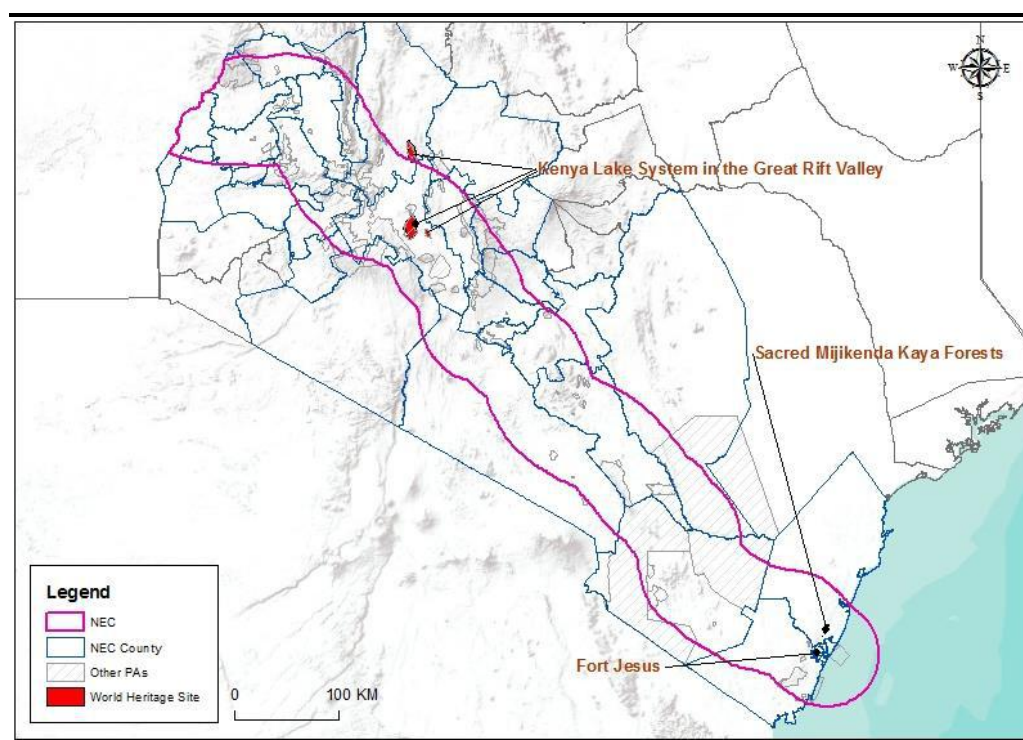 N
W E
S
Kenya Lake System in the Great Rift Valley
Sacred Mijikenda Kaya Forests
Fort Jesus
Legend
NEC
NEC County
Other PAs
World Heritage Site
0 100 KM